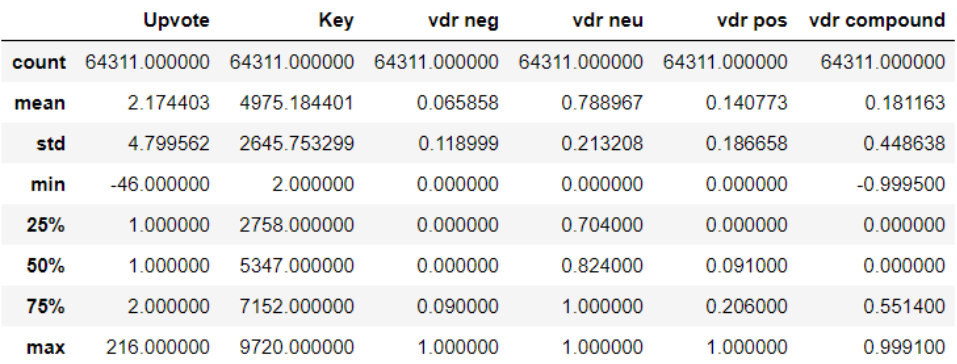 Upvote Key vdr neg vdr neu vdr pos vdr compound
count 64311.000000 64311.000000 64311.000000 64311.000000 64311.000000 64311.000000
mean 2.174403 4975.184401 0.065858 0.788967 0.140773 0.181163
std 4.799562 2645.753299 0.118999 0.213208 0.186658 0.448638
min -46.000000 2.000000 0.000000 0.000000 0.000000 -0.999500
25% 1.000000 2758.000000 0.000000 0.704000 0.000000 0.000000
50% 1.000000 5347.000000 0.000000 0.824000 0.091000 0.000000
75% 2.000000 7152.000000 0.090000 1.000000 0.206000 0.551400
max 216.000000 9720.000000 1.000000 1.000000 1.000000 0.999100